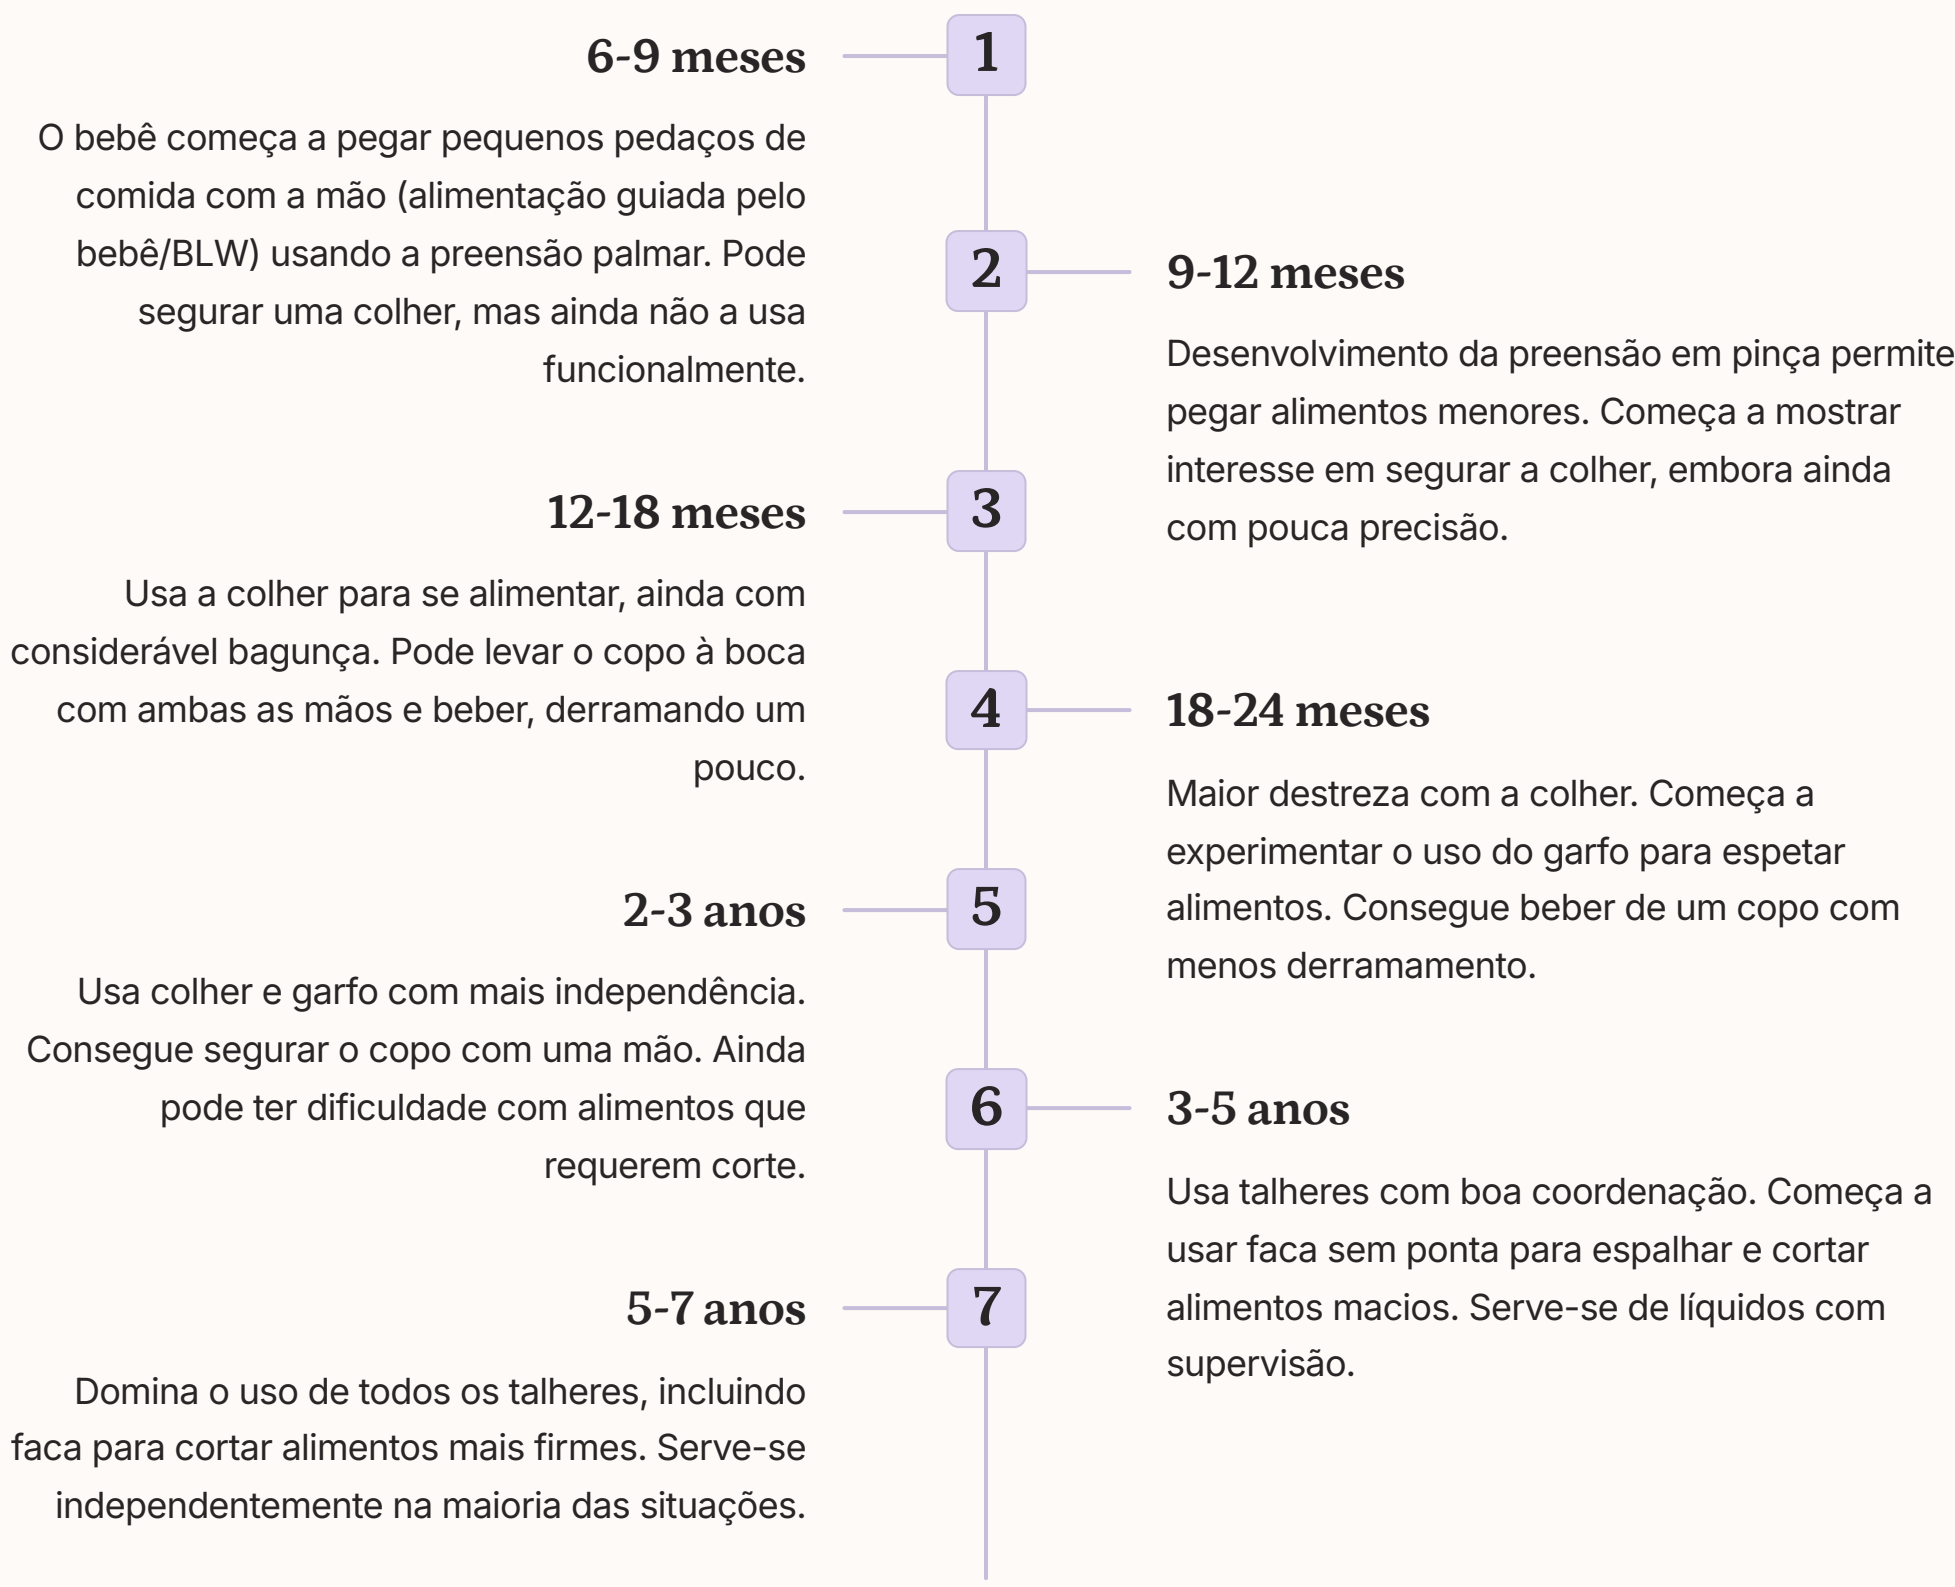 1
6-9 meses
O bebê começa a pegar pequenos pedaços de
comida com a mão (alimentação guiada pelo
bebê/BLW) usando a preensão palmar. Pode
segurar uma colher, mas ainda não a usa
funcionalmente.
2
9-12 meses
Desenvolvimento da preensão em pinça permite
pegar alimentos menores. Começa a mostrar
interesse em segurar a colher, embora ainda
com pouca precisão.
3
12-18 meses
Usa a colher para se alimentar, ainda com
considerável bagunça. Pode levar o copo à boca
com ambas as mãos e beber, derramando um
pouco.
4
18-24 meses
Maior destreza com a colher. Começa a
experimentar o uso do garfo para espetar
alimentos. Consegue beber de um copo com
menos derramamento.
5
2-3 anos
Usa colher e garfo com mais independência.
Consegue segurar o copo com uma mão. Ainda
pode ter dificuldade com alimentos que
requerem corte.
6
3-5 anos
Usa talheres com boa coordenação. Começa a
usar faca sem ponta para espalhar e cortar
alimentos macios. Serve-se de líquidos com
supervisão.
7
5-7 anos
Domina o uso de todos os talheres, incluindo
faca para cortar alimentos mais firmes. Serve-se
independentemente na maioria das situações.